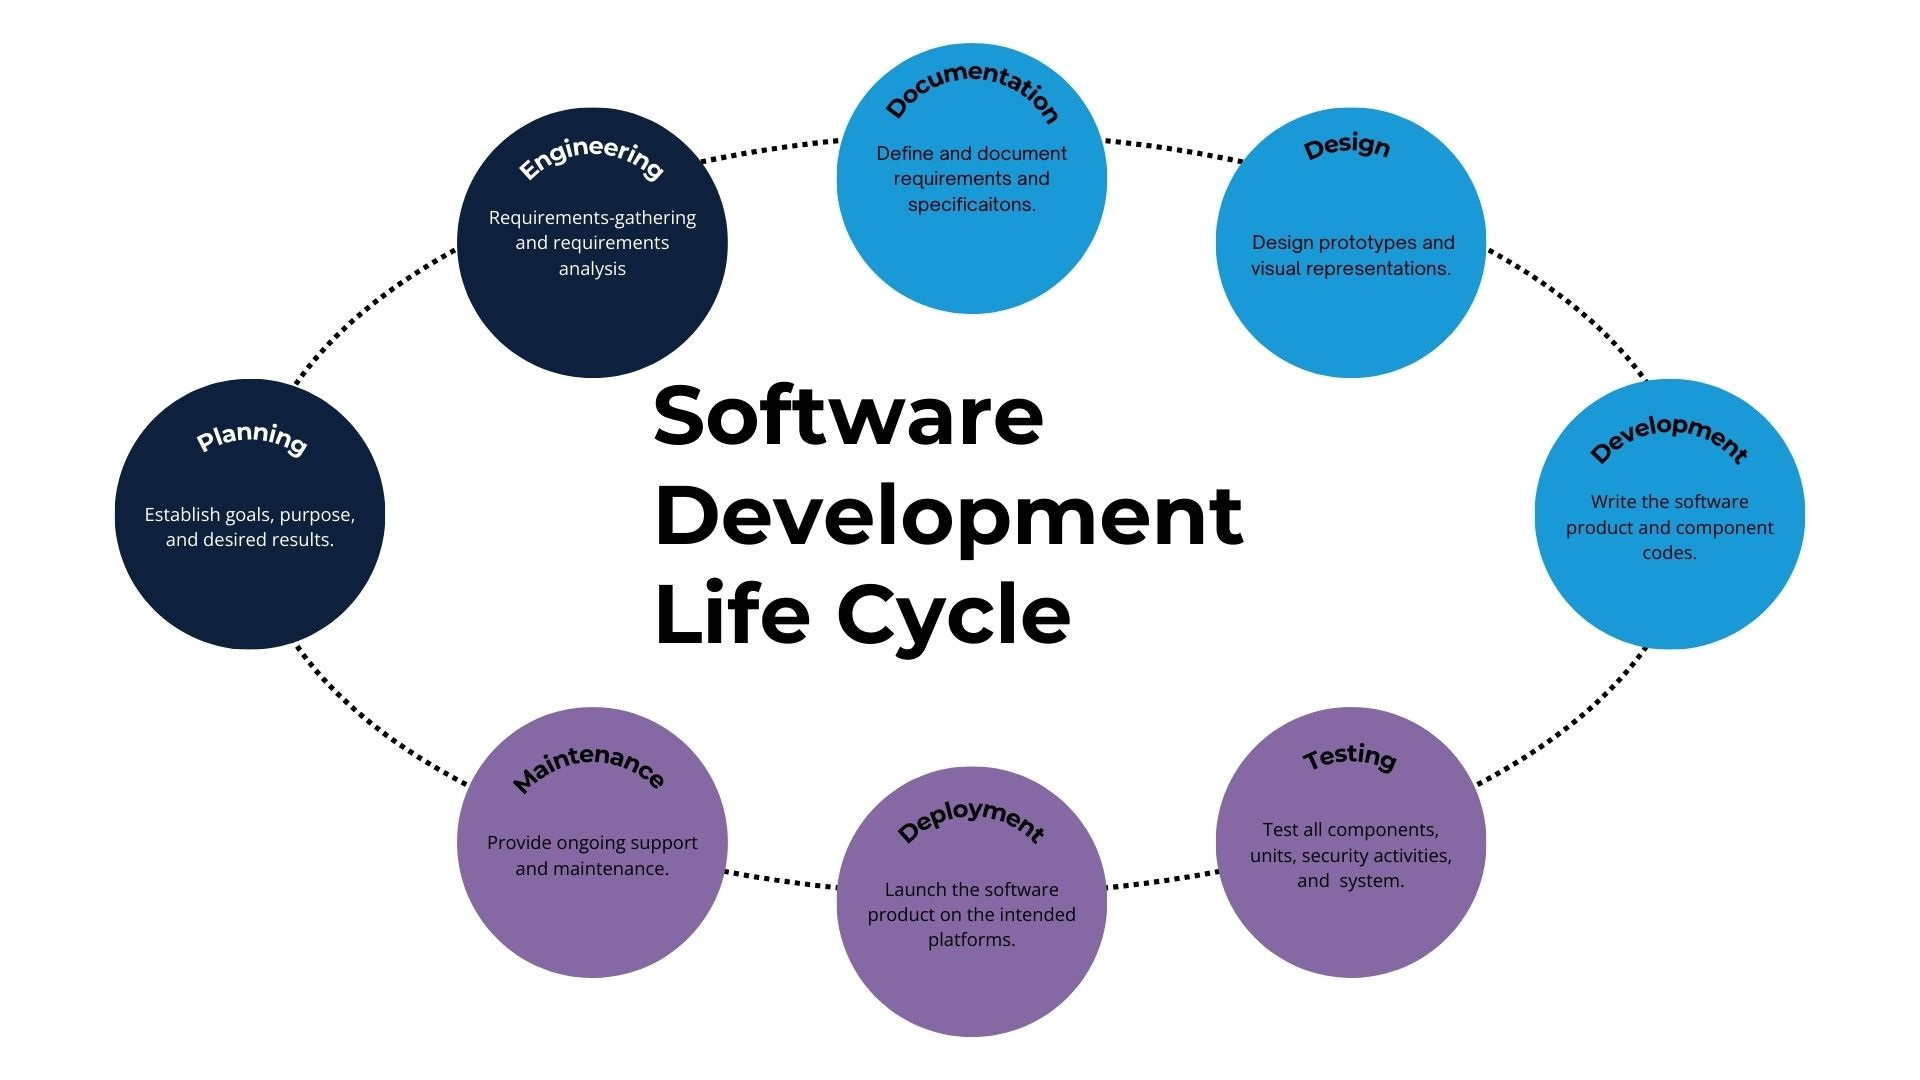 Documentation
Define and document
requirements and
specificaitons.
Engineering
Requirements-gathering
and requirements
analysis
Design
Design prototypes and
visual representations.
Planning
Establish goals, purpose,
and desired results.
Software
Development
Life Cycle
Development
Write the software
product and component
codes.
Maintenance
Provide ongoing support
and maintenance.
Deployment
Launch the software
product on the intended
platforms.
Testing
Test all components,
units, security activities,
and system.